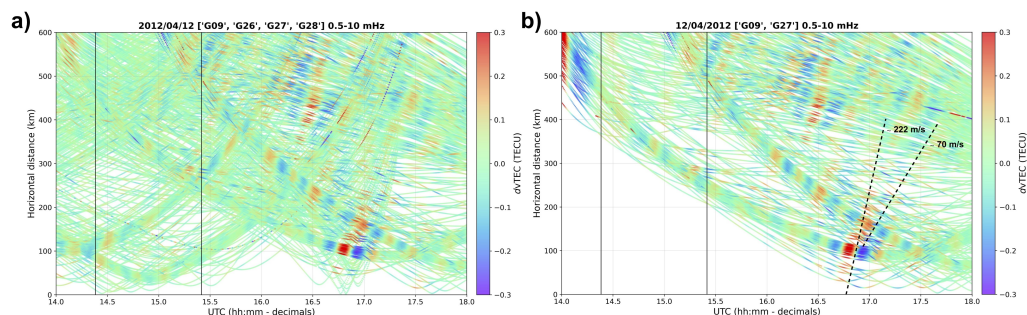 a)
2012/04/12 ['G09', 'G26', 'G27', 'G28'] 0.5-10 mHz
600
500
400
300
200
100
0
Horizontal distance (km)
14.0 14.5 15.0 15.5 16.0 16.5 17.0 17.5 18.0
UTC (hh:mm - decimals)
0.3
0.2
0.1
0.0
−0.1
−0.2
−0.3
dvTEC (TECU)
b)
12/04/2012 ['G09', 'G27'] 0.5-10 mHz
600
500
400
300
200
100
0
Horizontal distance (km)
222 m/s
70 m/s
14.0 14.5 15.0 15.5 16.0 16.5 17.0 17.5 18.0
UTC (hh:mm - decimals)
0.3
0.2
0.1
0.0
−0.1
−0.2
−0.3
dvTEC (TECU)